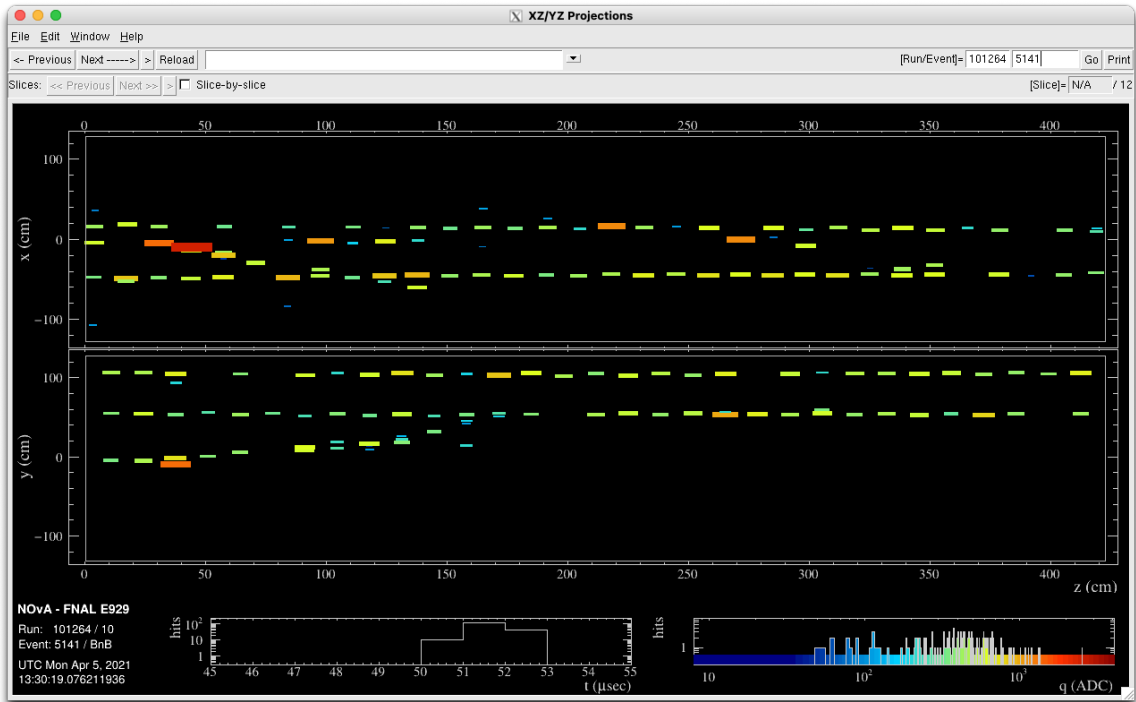 XZ/YZ Projections
File Edit Window Help
<- Previous Next -----> > Reload [Run/Event]= 101264 5141 Go Print
Slices: << Previous Next >> > Slice-by-slice [Slice]= N/A / 12
0 50 100 150 200 250 300 350 400
100
0
−100
x (cm)
100
0
−100
y (cm)
0 50 100 150 200 250 300 350 400
z (cm)
NOvA - FNAL E929
Run: 101264 / 10
Event: 5141 / BnB
UTC Mon Apr 5, 2021
13:30:19.076211936
hits
10²
10
1
45 46 47 48 49 50 51 52 53 54 55
t (μsec)
hits
1
10 10² 10³
q (ADC)